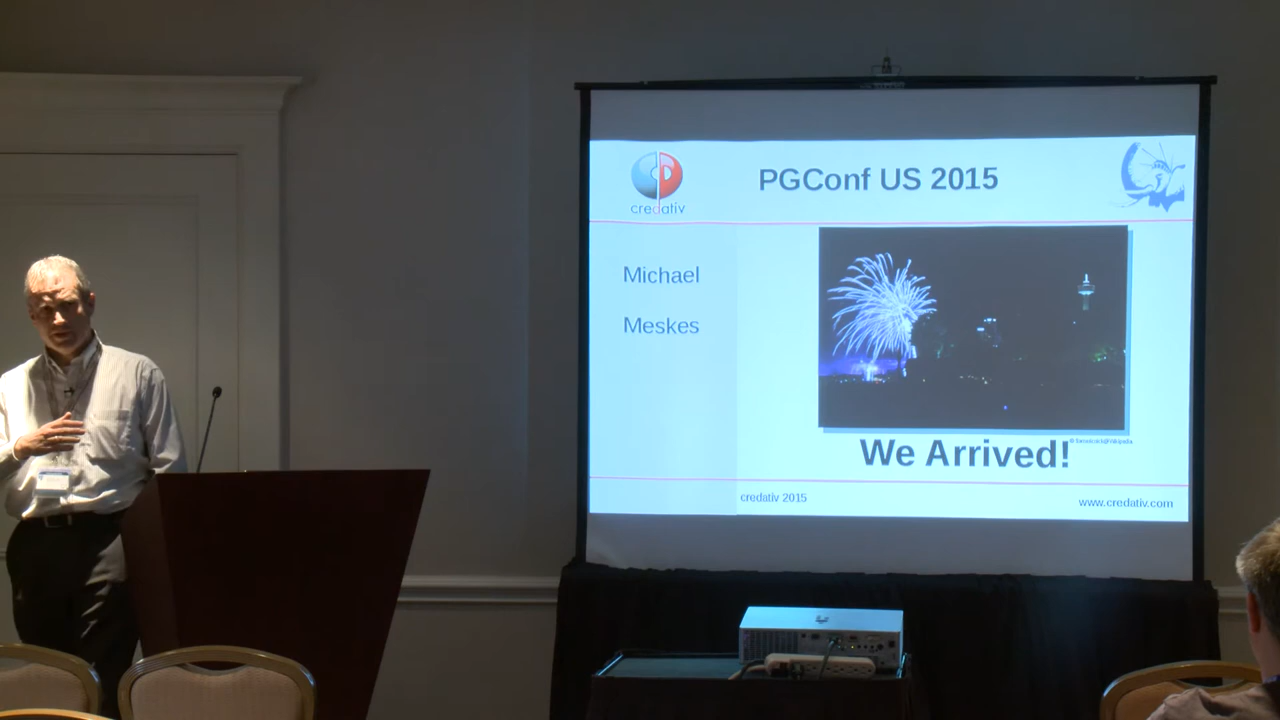 PGConf US 2015
credativ
Michael
Meskes
We Arrived!
credativ 2015
www.credativ.com